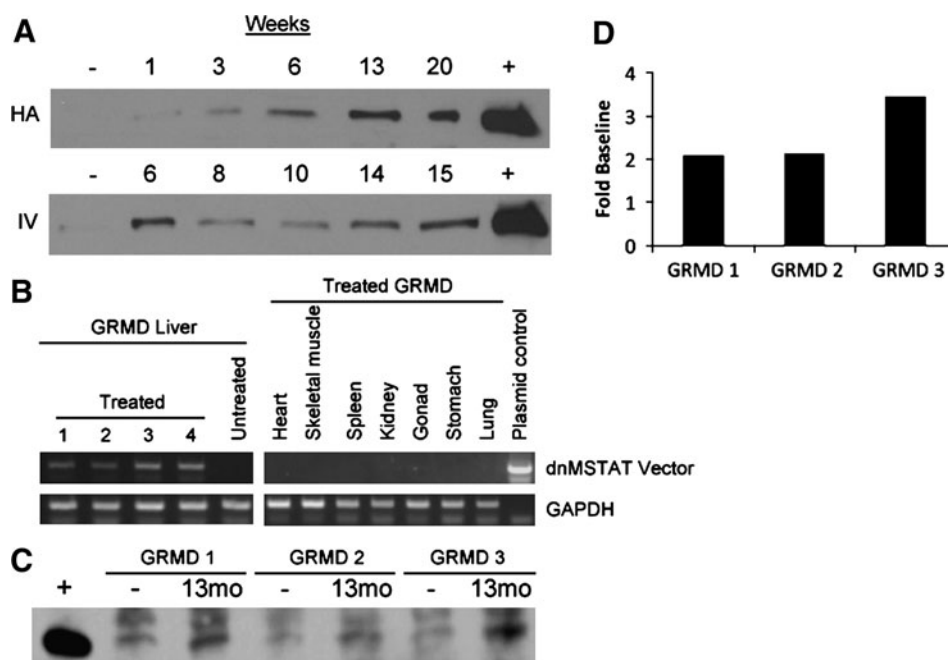 A
Weeks
- 1 3 6 13 20 +
HA
- 6 8 10 14 15 +
IV
B
Treated GRMD
GRMD Liver
Treated
1 2 3 4
Untreated
Heart
Skeletal muscle
Spleen
Kidney
Gonad
Stomach
Lung
Plasmid control
dnMSTAT Vector
GAPDH
C
GRMD 1 GRMD 2 GRMD 3
+ - 13mo - 13mo - 13mo
D
Fold Baseline
4
3
2
1
0
GRMD 1 GRMD 2 GRMD 3